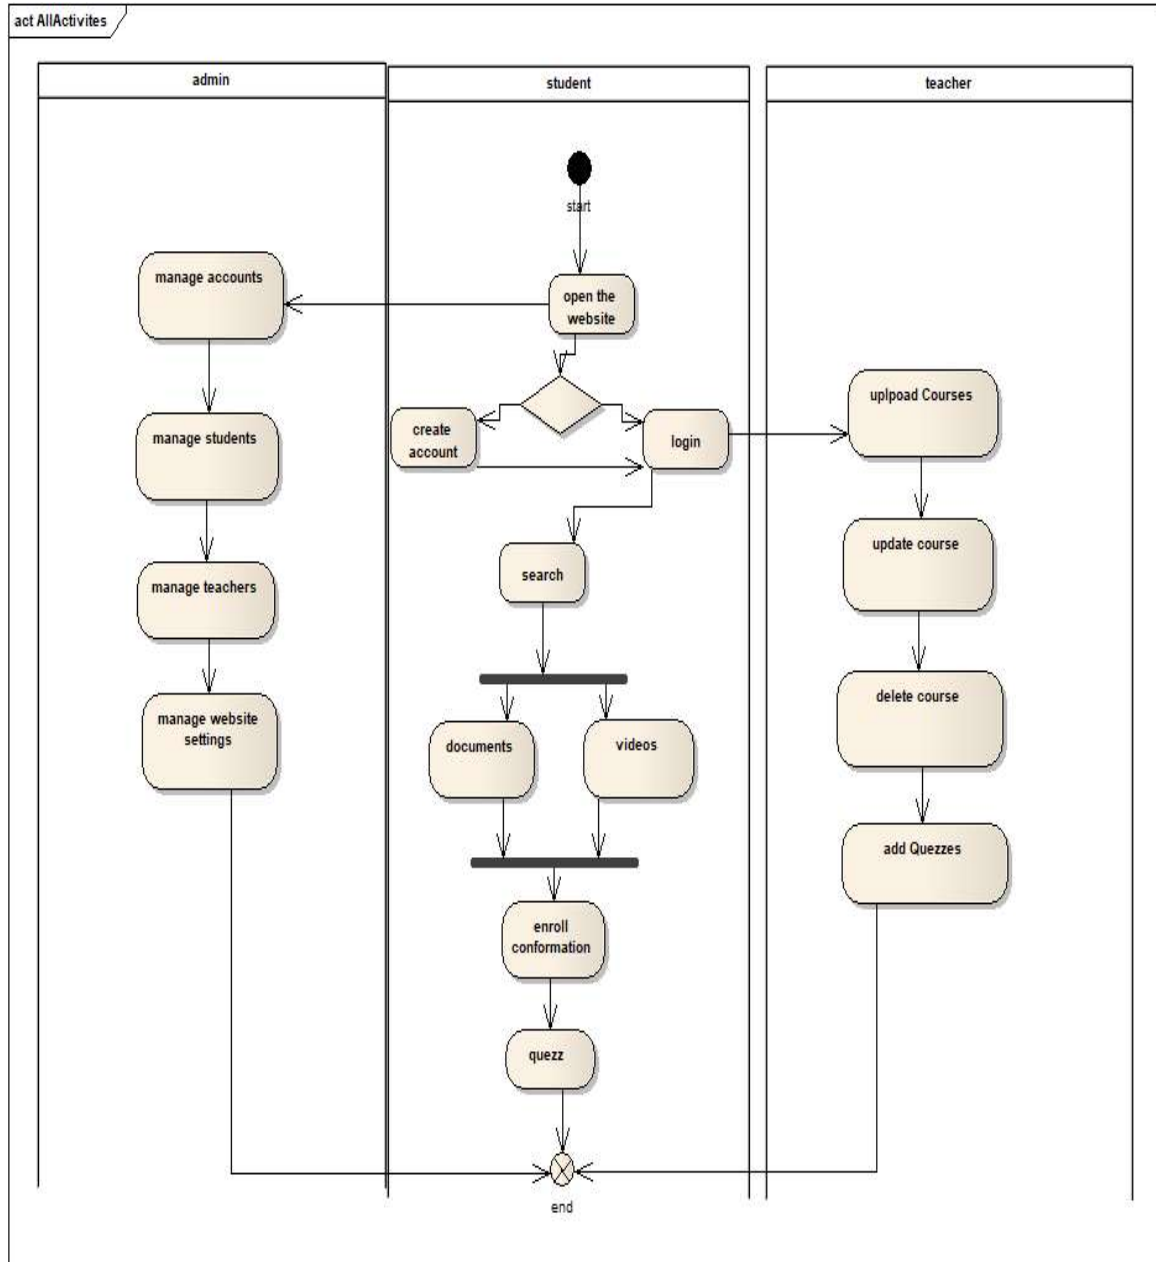 act AllActivites
admin
student
teacher
start
manage accounts
open the
website
uplpoad Courses
create
account
login
manage students
update course
search
manage teachers
delete course
manage website
settings
documents
videos
add Quezzes
enroll
conformation
quezz
end